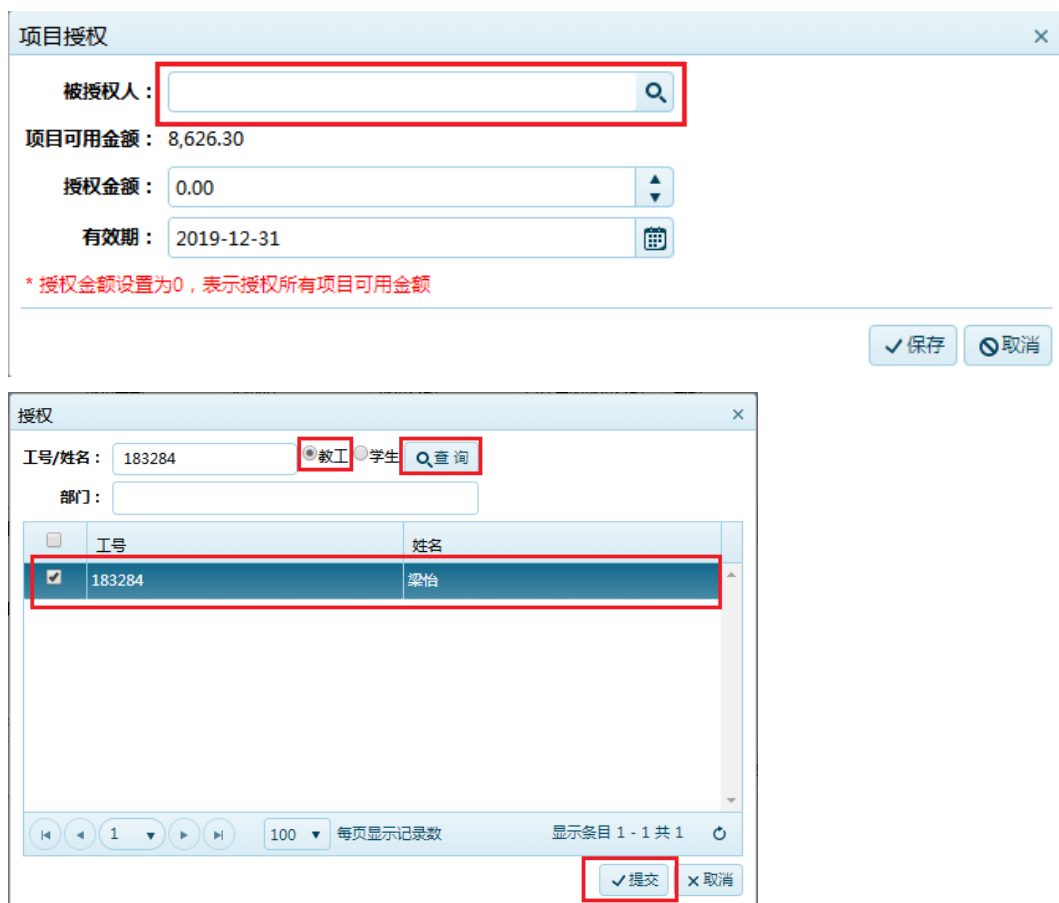 项目授权
被授权人：
项目可用金额： 8,626.30
授权金额： 0.00
有效期： 2019-12-31
* 授权金额设置为0，表示授权所有项目可用金额
保存 取消
授权
工号/姓名： 183284 教工 学生 查 询
部门：
工号 姓名
183284 梁怡
1 100 每页显示记录数 显示条目 1 - 1 共 1
提交 取消